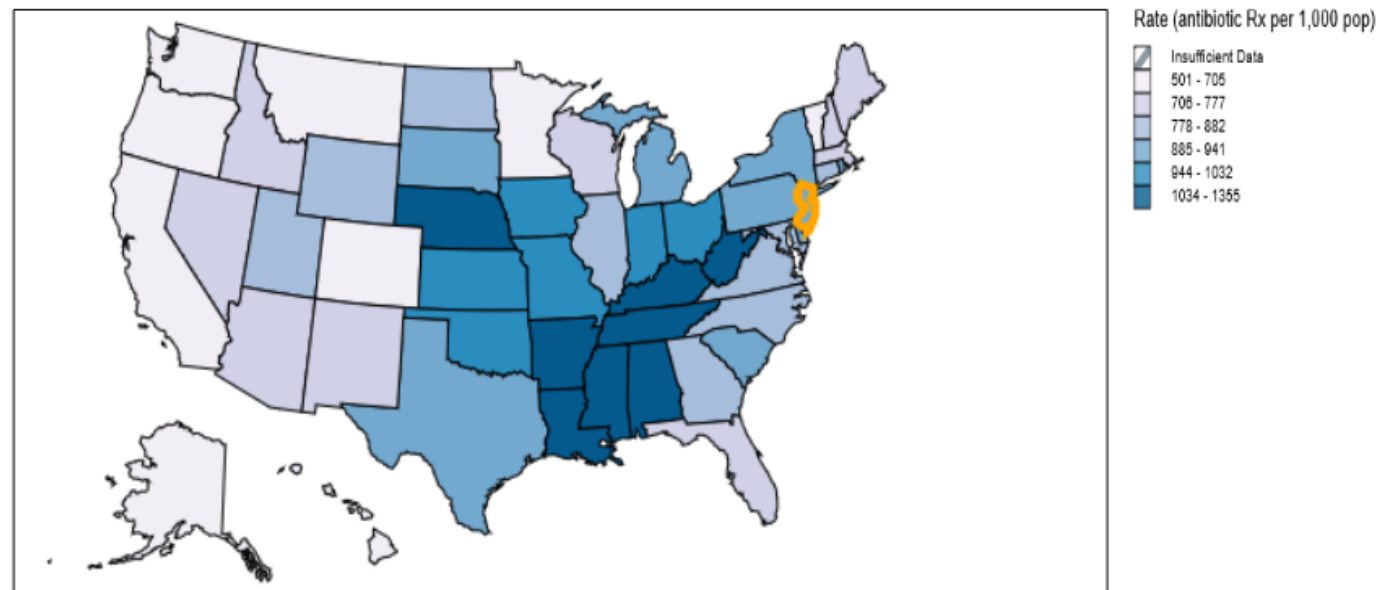 Rate (antibiotic Rx per 1,000 pop)
Insufficient Data
501 - 705
706 - 777
778 - 882
885 - 941
944 - 1032
1034 - 1355